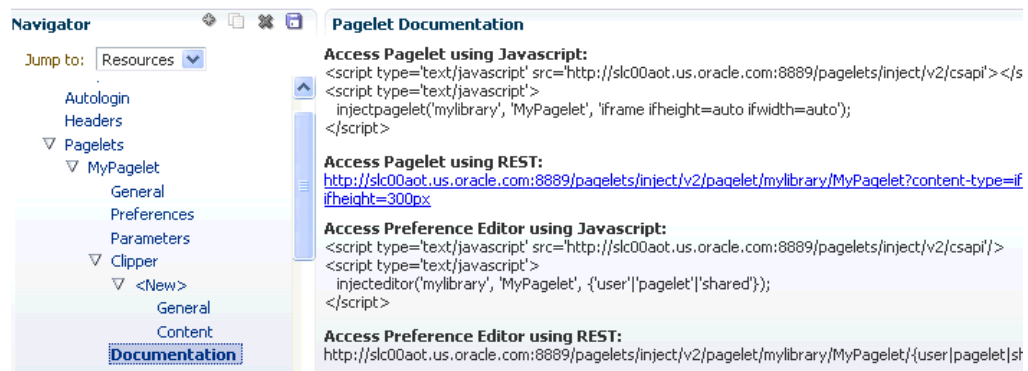 Navigator
Jump to: Resources
Autologin
Headers
Pagelets
MyPagelet
General
Preferences
Parameters
Clipper
<New>
General
Content
Documentation
Pagelet Documentation
Access Pagelet using Javascript:
<script type='text/javascript' src='http://slc00aot.us.oracle.com:8889/pagelets/inject/v2/csapi'></s
<script type='text/javascript'>
injectpagelet('mylibrary', 'MyPagelet', 'iframe ifheight=auto ifwidth=auto');
</script>
Access Pagelet using REST:
http://slc00aot.us.oracle.com:8889/pagelets/inject/v2/pagelet/mylibrary/MyPagelet?content-type=if
ifheight=300px
Access Preference Editor using Javascript:
<script type='text/javascript' src='http://slc00aot.us.oracle.com:8889/pagelets/inject/v2/csapi'/>
<script type='text/javascript'>
injecteditor('mylibrary', 'MyPagelet', {'user'|'pagelet'|'shared'});
</script>
Access Preference Editor using REST:
http://slc00aot.us.oracle.com:8889/pagelets/inject/v2/pagelet/mylibrary/MyPagelet/{user|pagelet|sh